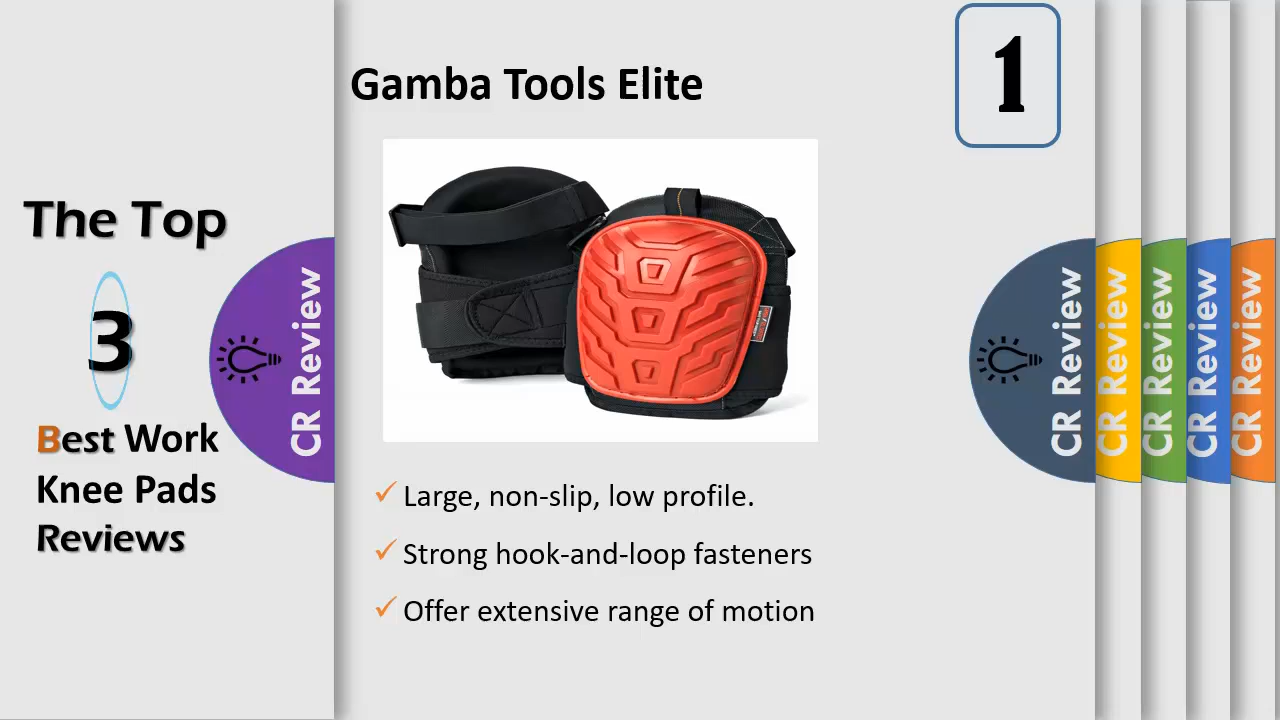 The Top
3
Best Work
Knee Pads
Reviews
CR Review
Gamba Tools Elite
1
✓ Large, non-slip, low profile.
✓ Strong hook-and-loop fasteners
✓ Offer extensive range of motion
CR Review
CR Review
CR Review
CR Review
CR Review